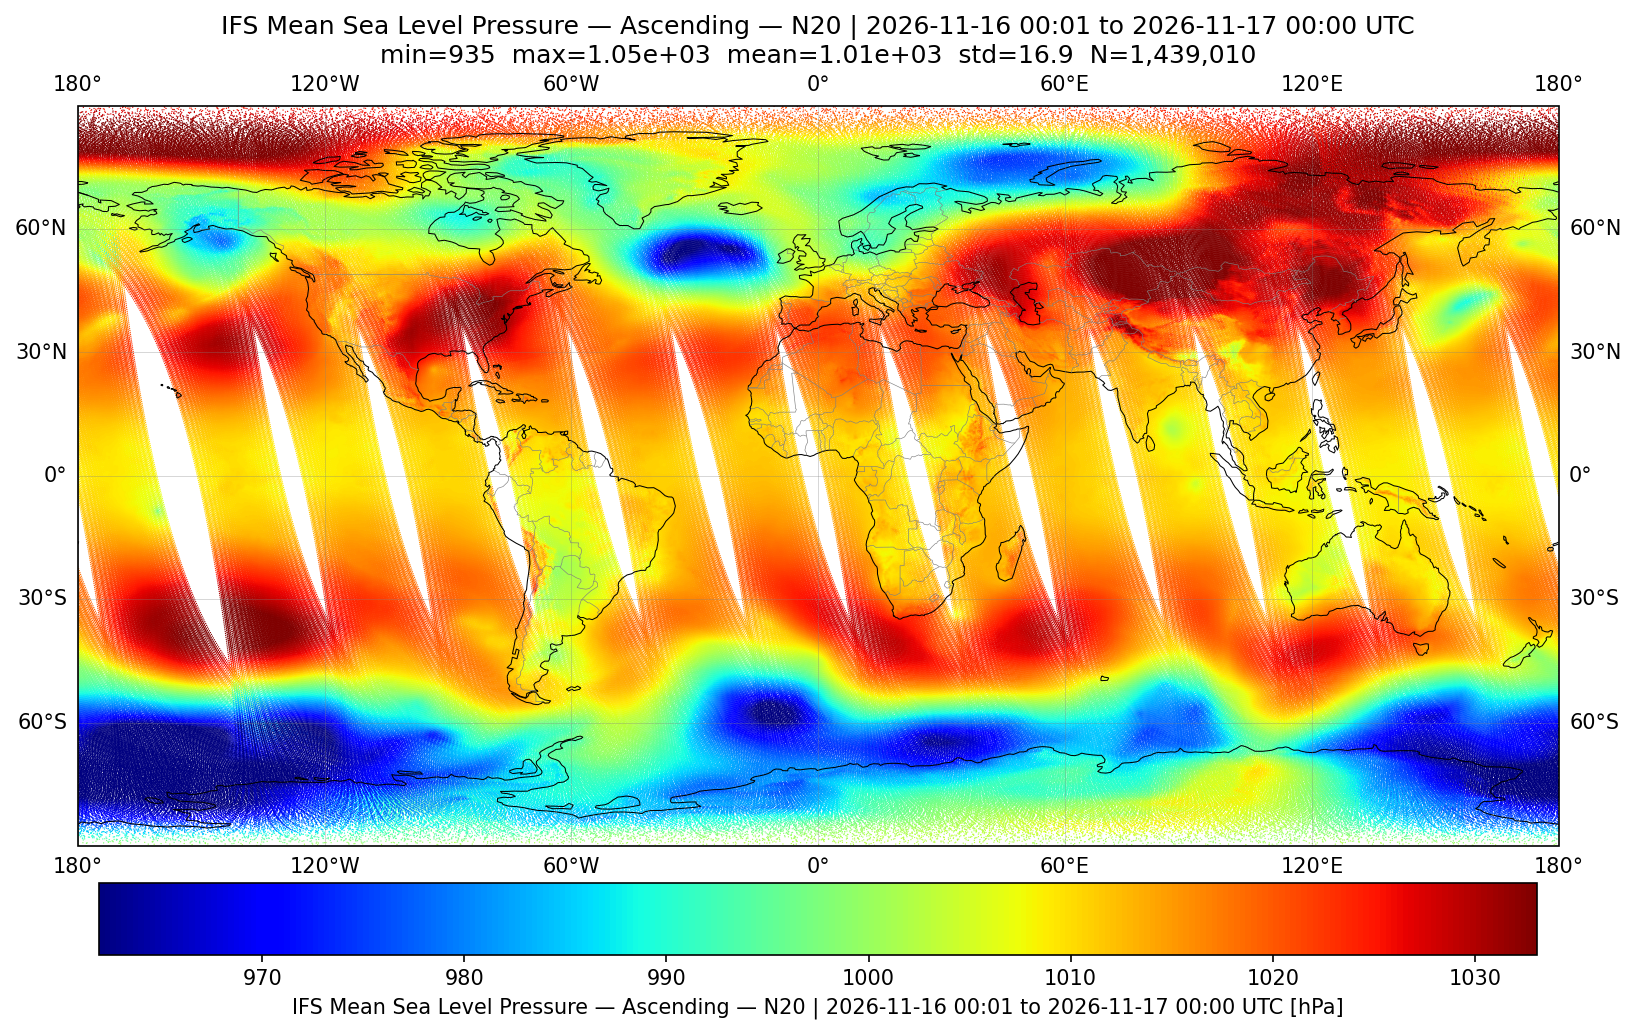 IFS Mean Sea Level Pressure — Ascending — N20 | 2026-11-16 00:01 to 2026-11-17 00:00 UTC
min=935  max=1.05e+03  mean=1.01e+03  std=16.9  N=1,439,010
180° 120°W 60°W 0° 60°E 120°E 180°
60°N 60°N
30°N 30°N
0° 0°
30°S 30°S
60°S 60°S
180° 120°W 60°W 0° 60°E 120°E 180°
970 980 990 1000 1010 1020 1030
IFS Mean Sea Level Pressure — Ascending — N20 | 2026-11-16 00:01 to 2026-11-17 00:00 UTC [hPa]